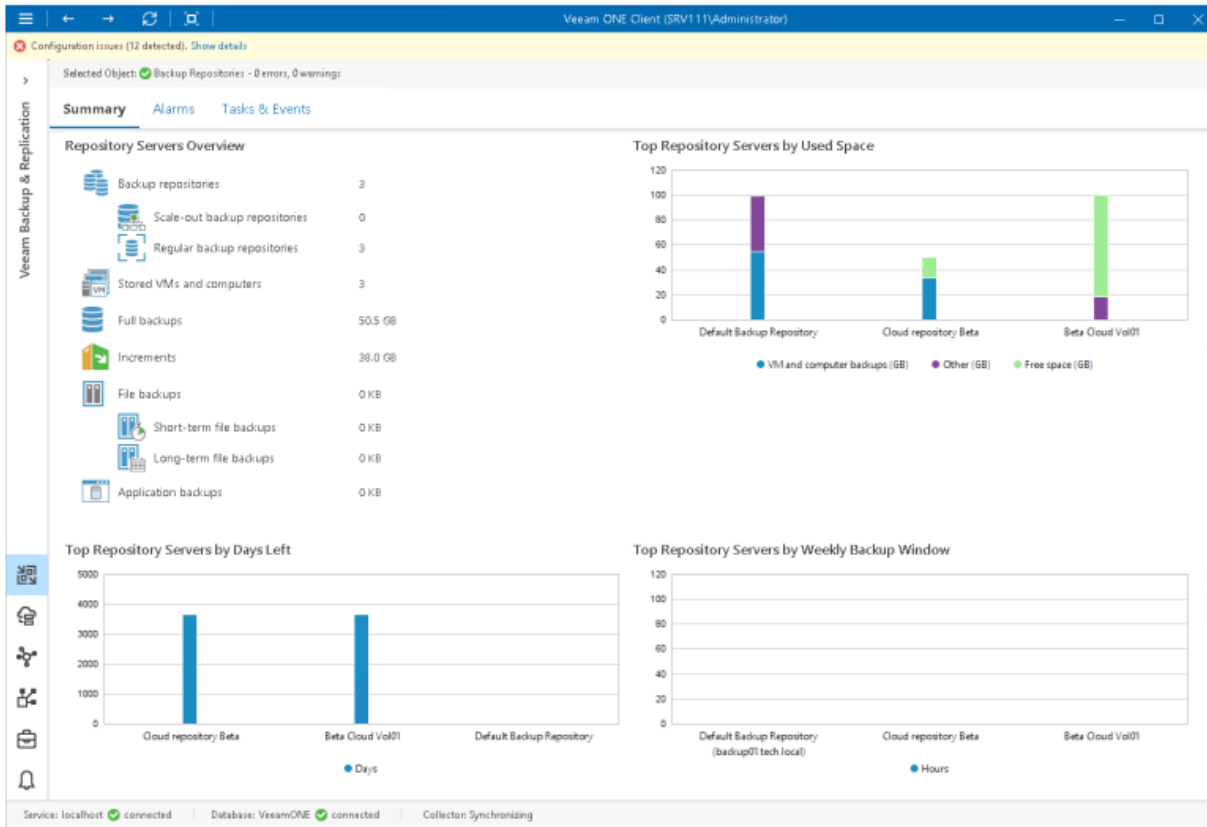 Veeam ONE Client (SRV111\Administrator)
Configuration issues (12 detected). Show details
Selected Object: Backup Repositories - 0 errors, 0 warnings
Veeam Backup & Replication
Summary Alarms Tasks & Events
Repository Servers Overview
Backup repositories 3
Scale-out backup repositories 0
Regular backup repositories 3
Stored VMs and computers 3
VM
Full backups 50.5 GB
Increments 38.0 GB
File backups 0 KB
Short-term file backups 0 KB
Long-term file backups 0 KB
Application backups 0 KB
Top Repository Servers by Used Space
120
100
80
60
40
20
0
Default Backup Repository Cloud repository Beta Beta Cloud Vol01
VM and computer backups (GB) Other (GB) Free space (GB)
Top Repository Servers by Days Left
5000
4000
3000
2000
1000
0
Cloud repository Beta Beta Cloud Vol01 Default Backup Repository
Days
Top Repository Servers by Weekly Backup Window
120
100
80
60
40
20
0
Default Backup Repository Cloud repository Beta Beta Cloud Vol01
(backup01.tech.local)
Hours
Service: localhost connected Database: VeeamONE connected Collector: Synchronizing